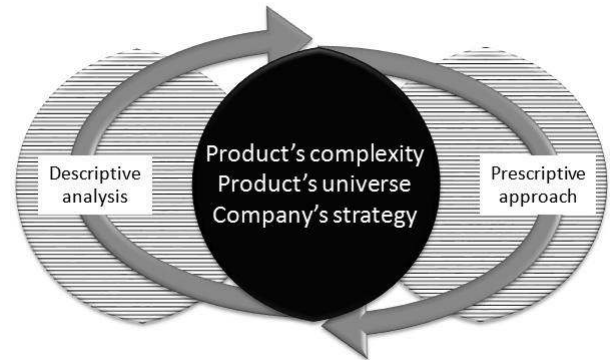 Descriptive
analysis
Product's complexity
Product's universe
Company's strategy
Prescriptive
approach